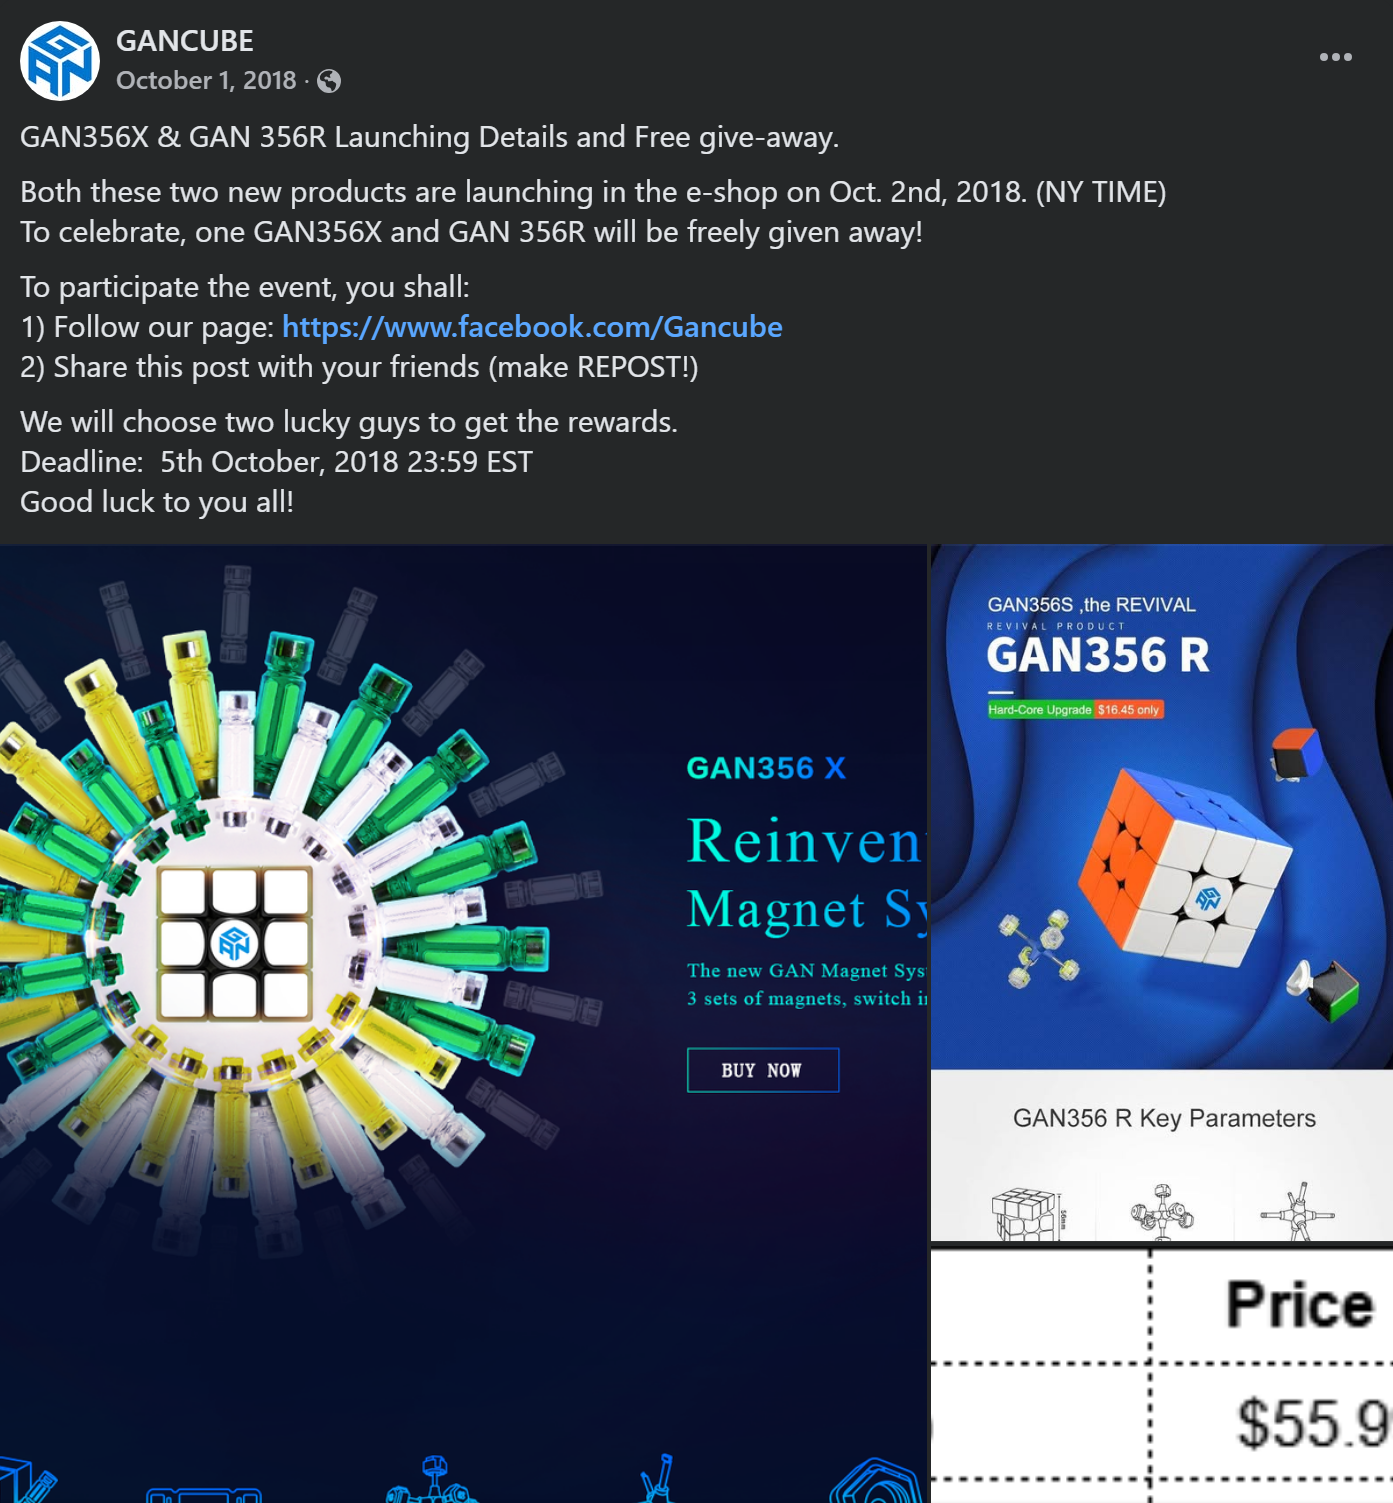 GANCUBE
October 1, 2018 ·
GAN356X & GAN 356R Launching Details and Free give-away.
Both these two new products are launching in the e-shop on Oct. 2nd, 2018. (NY TIME)
To celebrate, one GAN356X and GAN 356R will be freely given away!
To participate the event, you shall:
1) Follow our page: https://www.facebook.com/Gancube
2) Share this post with your friends (make REPOST!)
We will choose two lucky guys to get the rewards.
Deadline:  5th October, 2018 23:59 EST
Good luck to you all!
GAN356 X
Reinven
Magnet Sy
The new GAN Magnet Sys
3 sets of magnets, switch i
BUY NOW
GAN356S ,the REVIVAL
REVIVAL PRODUCT
GAN356 R
Hard-Core Upgrade $16.45 only
GAN
GAN356 R Key Parameters
56mm
Price
$55.9